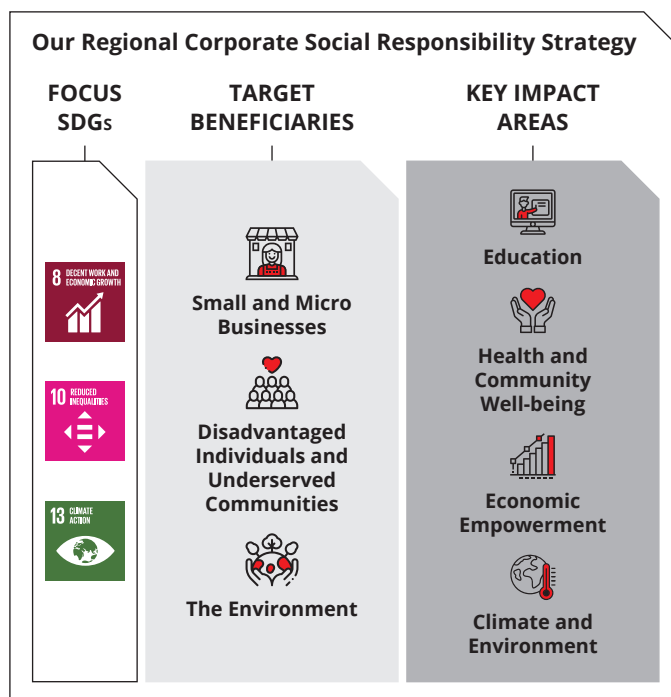 Our Regional Corporate Social Responsibility Strategy
FOCUS
SDGs
TARGET
BENEFICIARIES
KEY IMPACT
AREAS
8 DECENT WORK AND
ECONOMIC GROWTH
10 REDUCED
INEQUALITIES
13 CLIMATE
ACTION
Small and Micro
Businesses
Disadvantaged
Individuals and
Underserved
Communities
The Environment
Education
Health and
Community
Well-being
Economic
Empowerment
Climate and
Environment